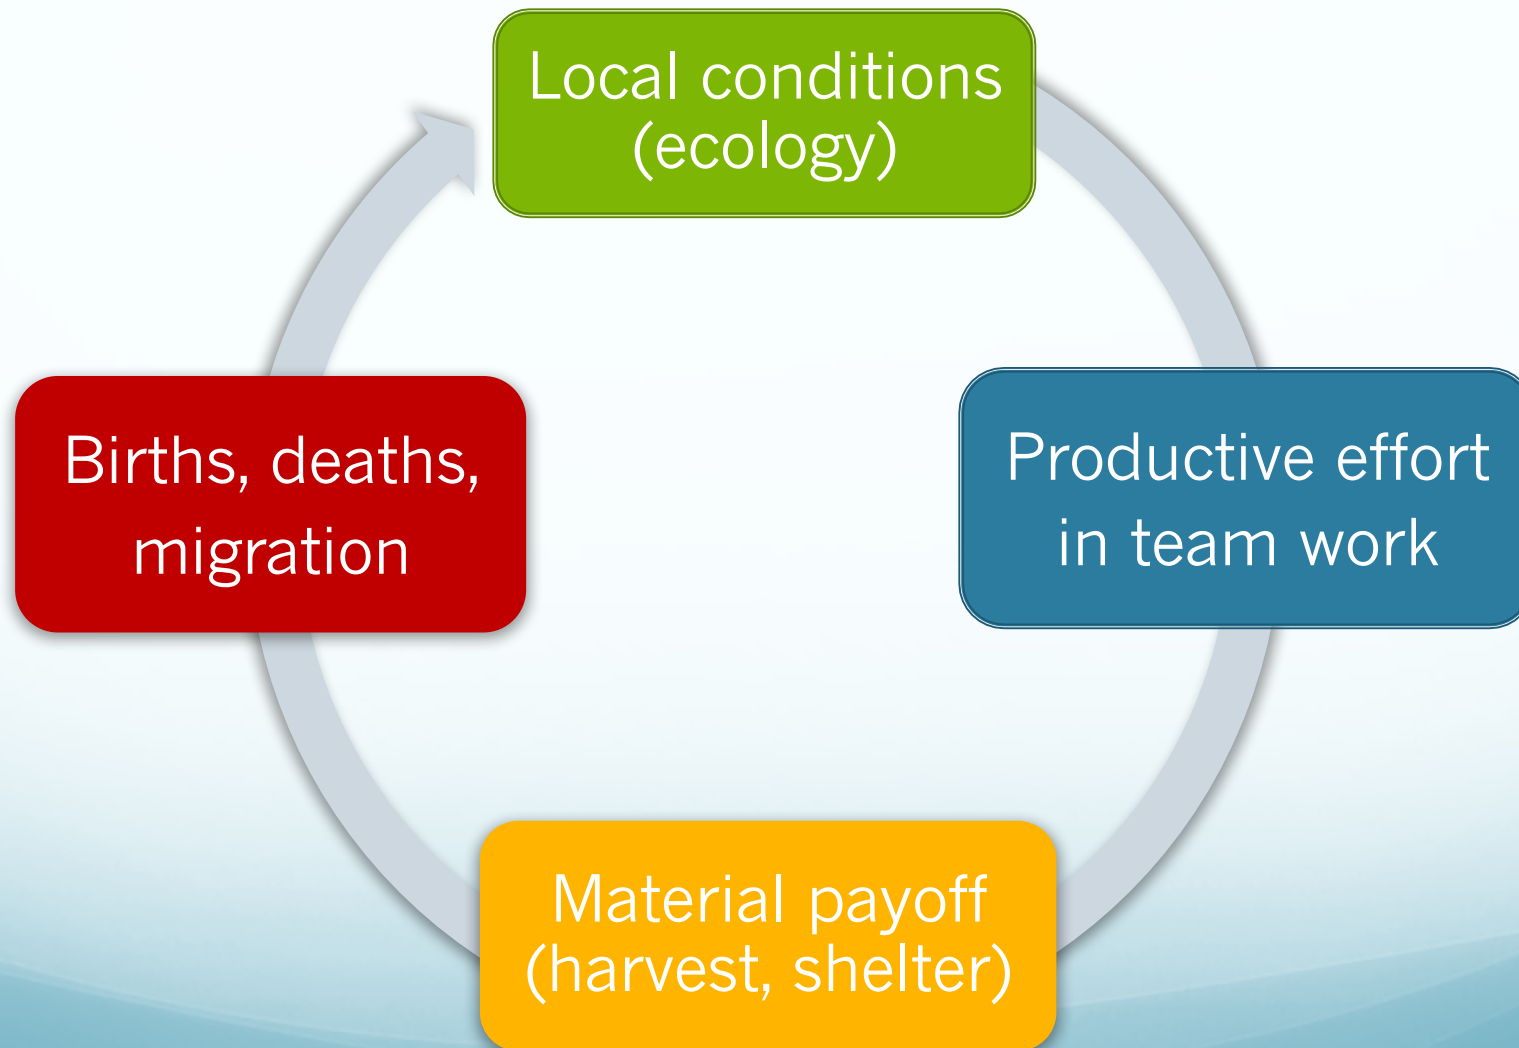 Local conditions
(ecology)
Productive effort
in team work
Material payoff
(harvest, shelter)
Births, deaths,
migration